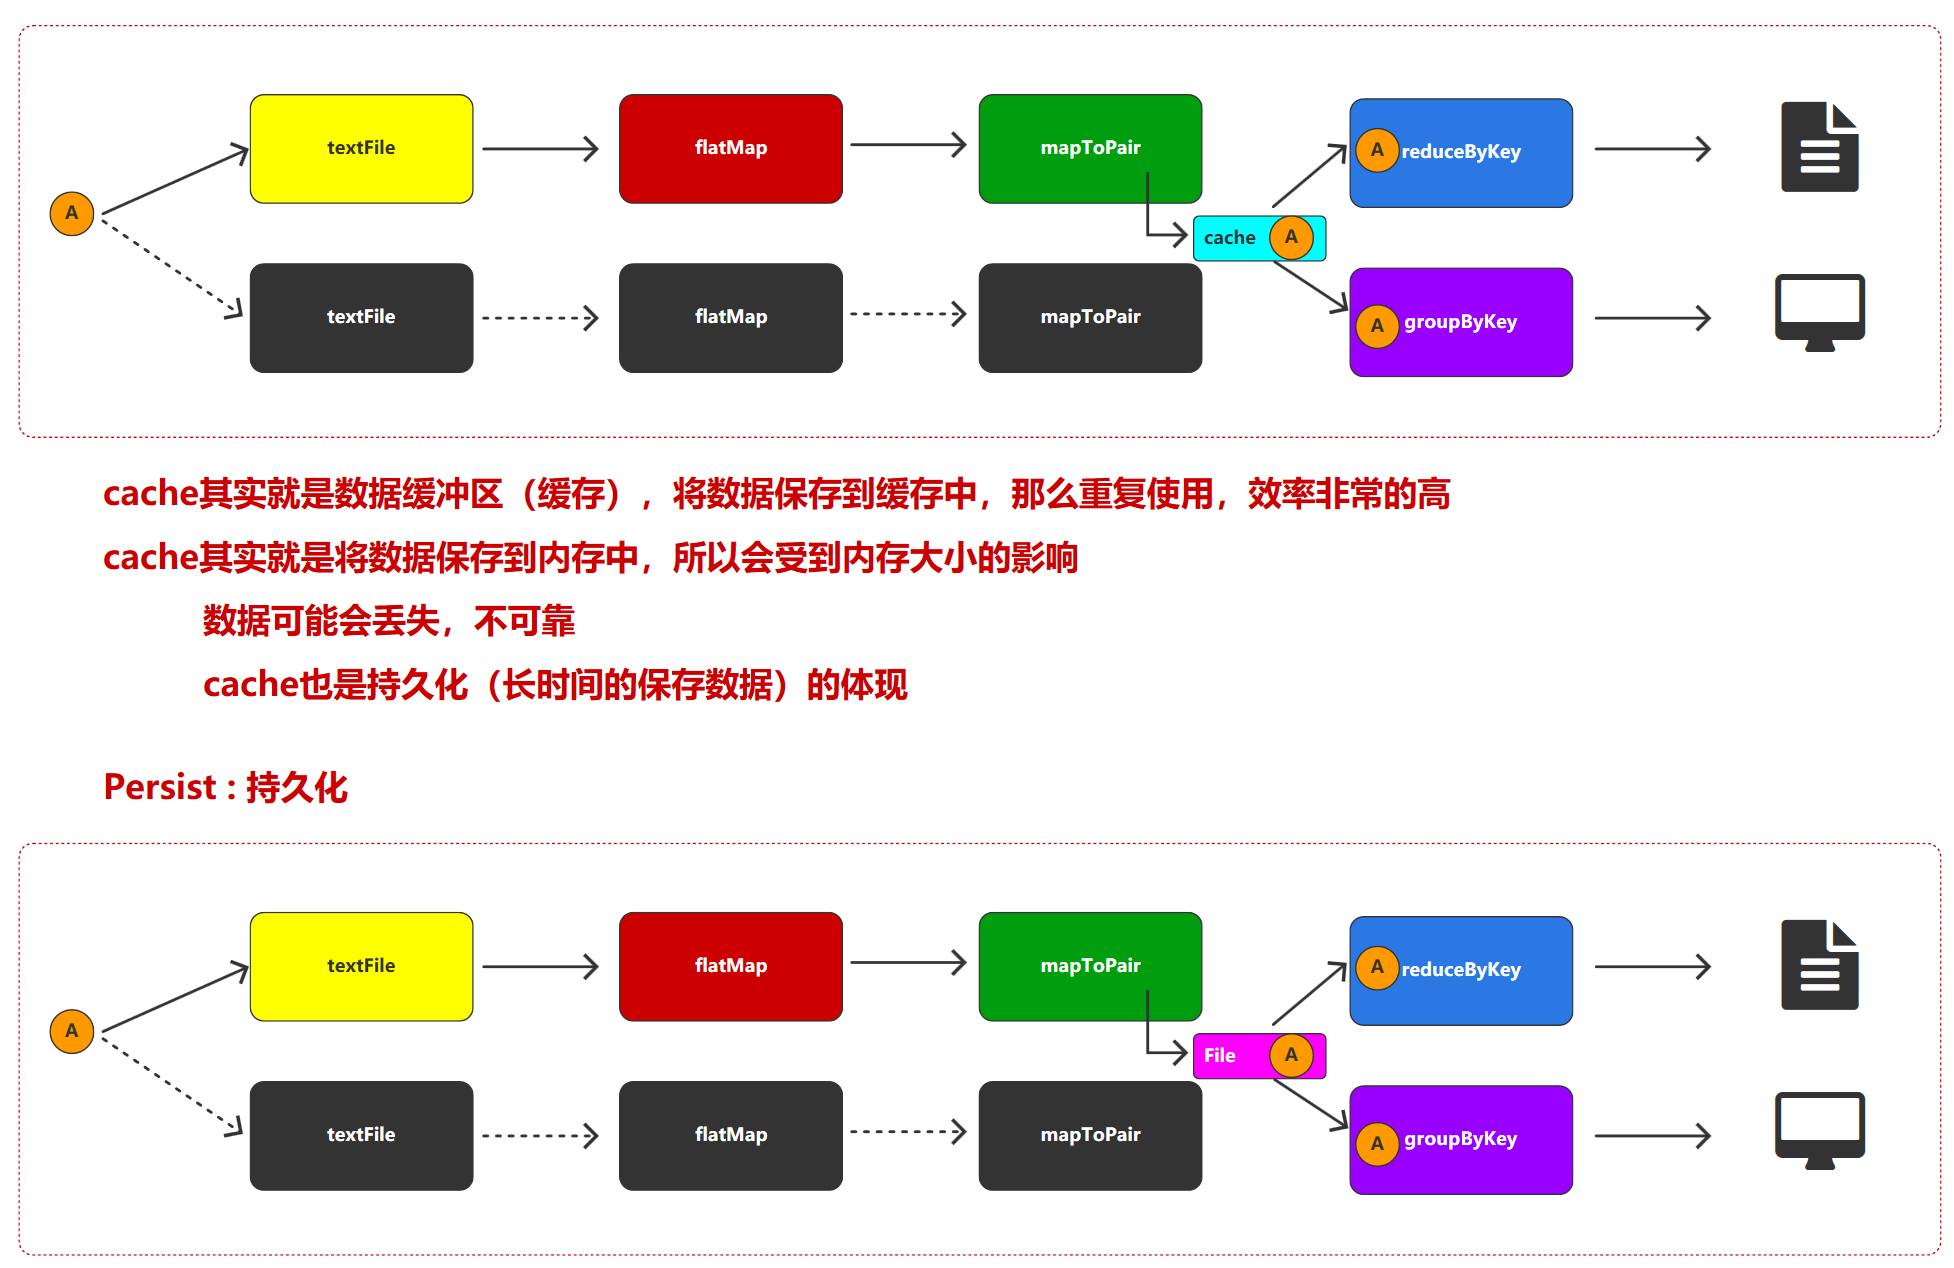 A
textFile
flatMap
mapToPair
A reduceByKey
cache A
textFile
flatMap
mapToPair
A groupByKey
cache其实就是数据缓冲区（缓存），将数据保存到缓存中，那么重复使用，效率非常的高
cache其实就是将数据保存到内存中，所以会受到内存大小的影响
数据可能会丢失，不可靠
cache也是持久化（长时间的保存数据）的体现
Persist : 持久化
A
textFile
flatMap
mapToPair
A reduceByKey
File A
textFile
flatMap
mapToPair
A groupByKey